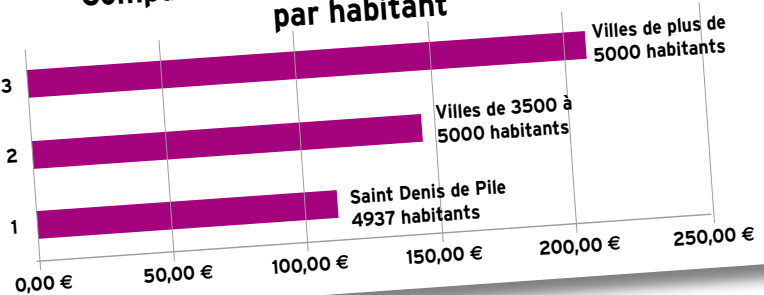 par habitant
3
Villes de plus de
5000 habitants
2
Villes de 3500 à
5000 habitants
1
Saint Denis de Pile
4937 habitants
0,00 €
50,00 €
100,00 €
150,00 €
200,00 €
250,00 €